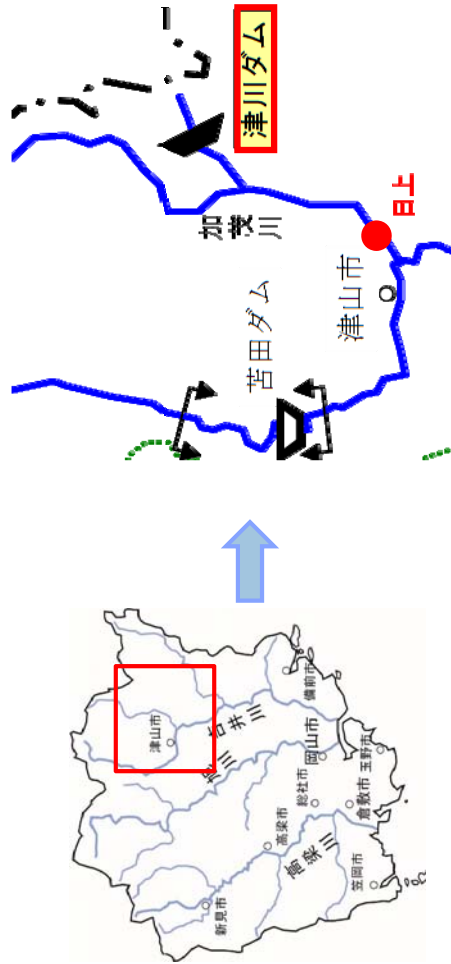 津山市
新見市
高梁市
高梁川
旭川
吉井川
備前市
総社市
岡山市
倉敷市
玉野市
笠岡市
津川ダム
加茂川
苫田ダム
津山市
日上